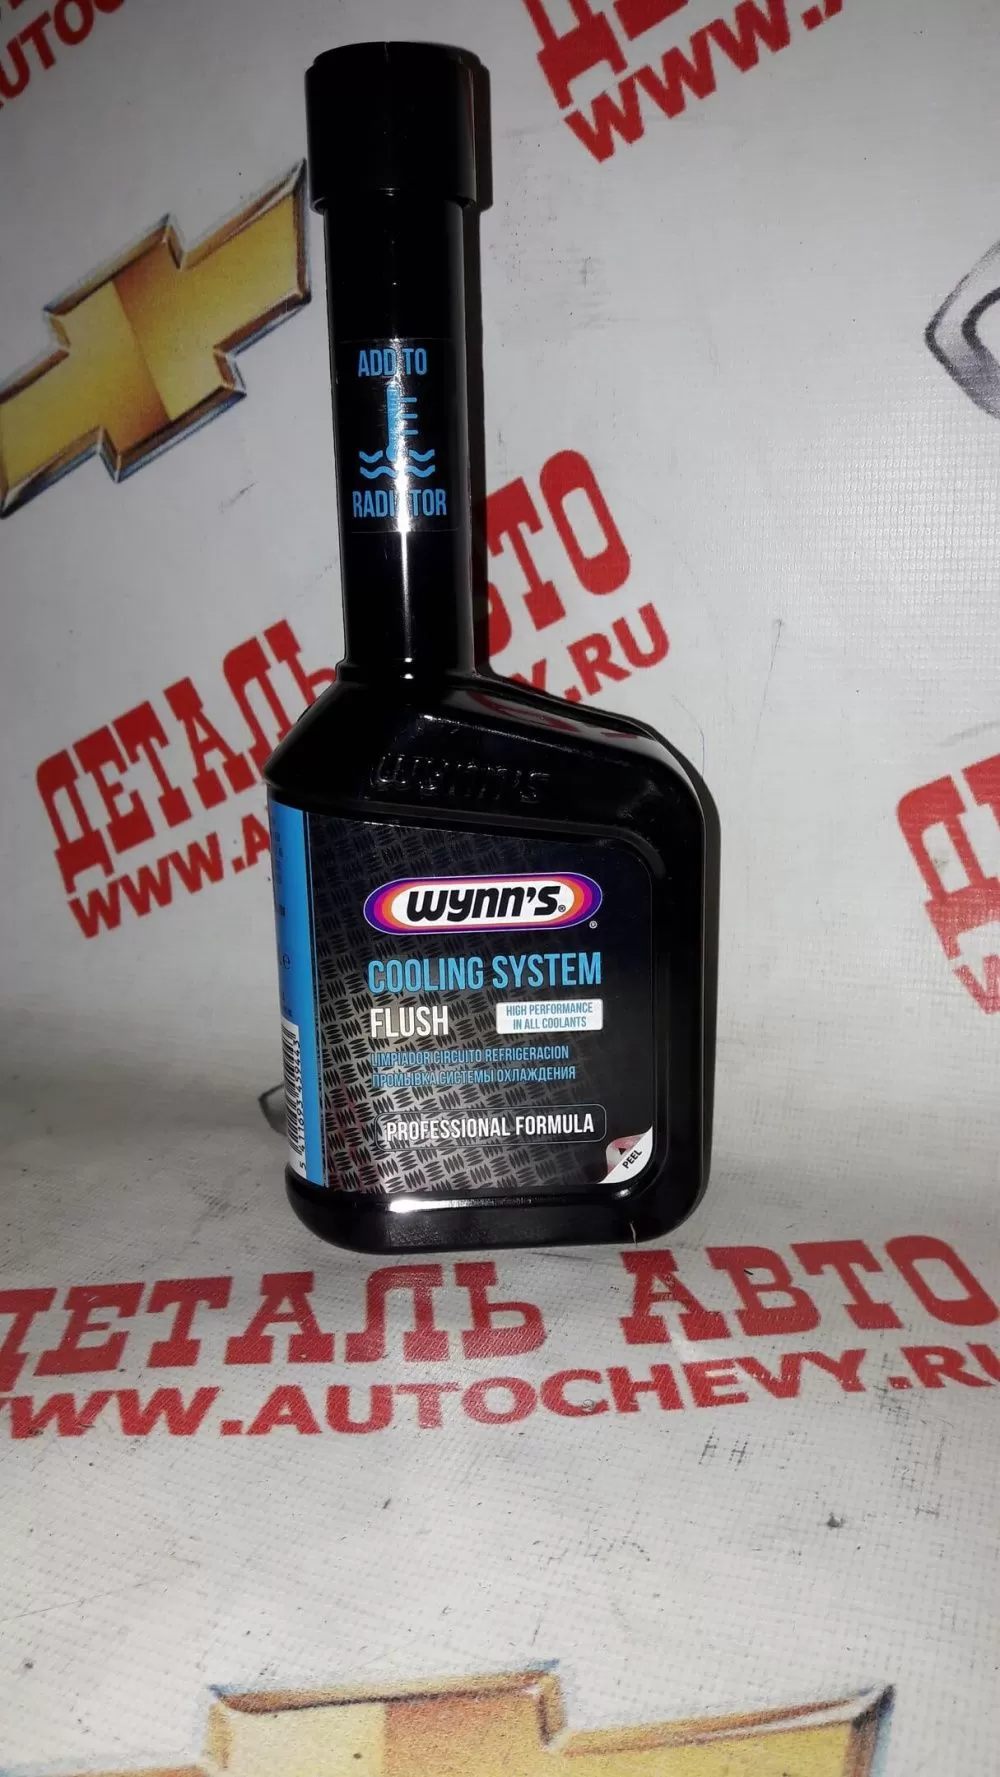 WWW.
ADD TO
RADIATOR
ДЕТАЛЬ АВТО
WWW.A
Y.RU
wynn's
wynn's®
®
COOLING SYSTEM
FLUSH
HIGH PERFORMANCE
IN ALL COOLANTS
LIMPIADOR CIRCUITO REFRIGERACION
ПРОМЫВКА СИСТЕМЫ ОХЛАЖДЕНИЯ
PROFESSIONAL FORMULA
PEEL
ДЕТАЛЬ АВТО
WWW.AUTOCHEVY.RU